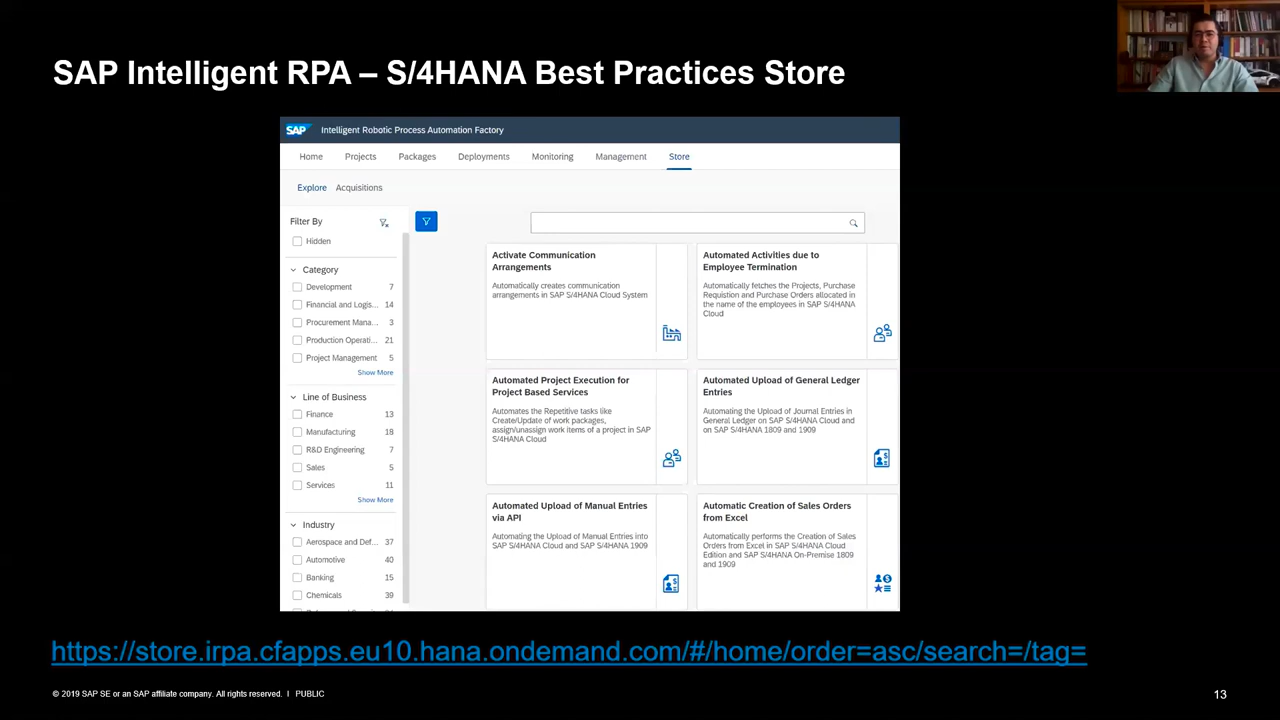 SAP Intelligent RPA – S/4HANA Best Practices Store
SAP Intelligent Robotic Process Automation Factory
Home Projects Packages Deployments Monitoring Management Store
Explore Acquisitions
Filter By
Hidden
Category
Development 7
Financial and Logis... 14
Procurement Mana... 3
Production Operati... 21
Project Management 5
Show More
Line of Business
Finance 13
Manufacturing 18
R&D Engineering 7
Sales 5
Services 11
Show More
Industry
Aerospace and Def... 37
Automotive 40
Banking 15
Chemicals 39
Activate Communication
Arrangements
Automatically creates communication
arrangements in SAP S/4HANA Cloud System
Automated Activities due to
Employee Termination
Automatically fetches the Projects, Purchase
Requistion and Purchase Orders allocated in
the name of the employees in SAP S/4HANA
Cloud
Automated Project Execution for
Project Based Services
Automates the Repetitive tasks like
Create/Update of work packages,
assign/unassign work items of a project in SAP
S/4HANA Cloud
Automated Upload of General Ledger
Entries
Automating the Upload of Journal Entries in
General Ledger on SAP S/4HANA Cloud and
on SAP S/4HANA 1809 and 1909
Automated Upload of Manual Entries
via API
Automating the Upload of Manual Entries into
SAP S/4HANA Cloud and SAP S/4HANA 1909
Automatic Creation of Sales Orders
from Excel
Automatically performs the Creation of Sales
Orders from Excel in SAP S/4HANA Cloud
Edition and SAP S/4HANA On-Premise 1809
and 1909
https://store.irpa.cfapps.eu10.hana.ondemand.com/#/home/order=asc/search=/tag=
© 2019 SAP SE or an SAP affiliate company. All rights reserved. I PUBLIC
13